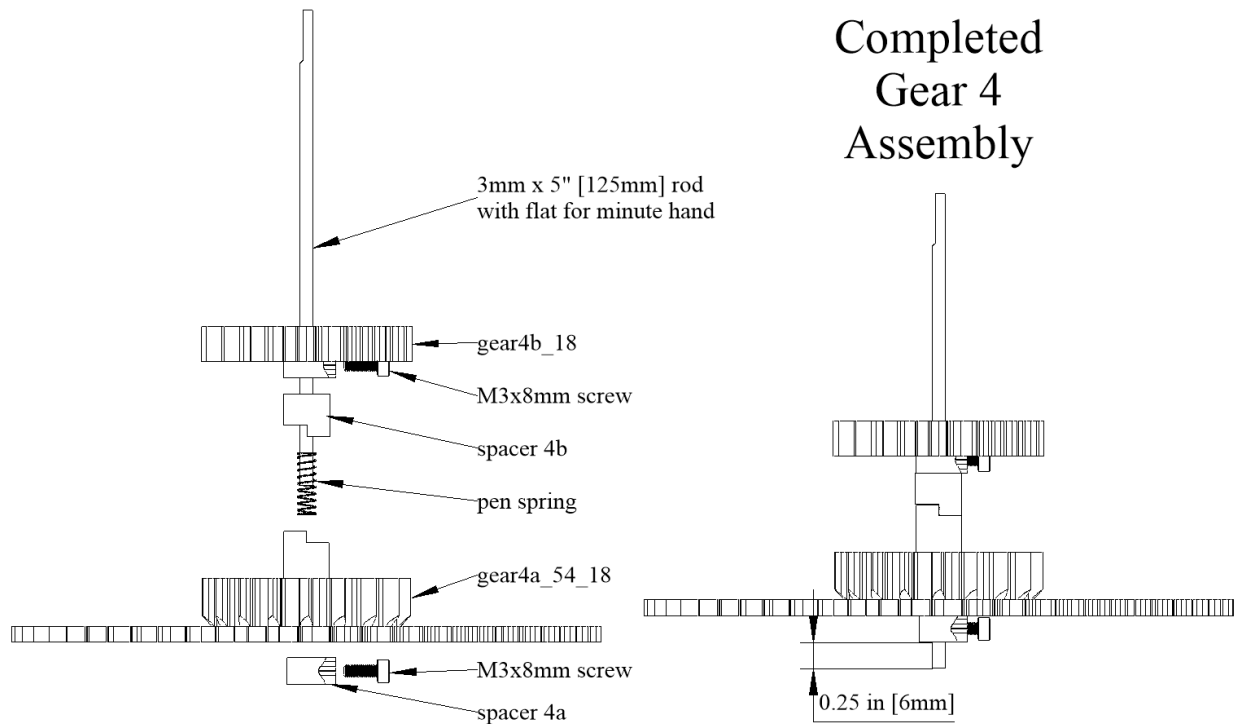 Completed
Gear 4
Assembly
3mm x 5" [125mm] rod
with flat for minute hand
gear4b_18
M3x8mm screw
spacer 4b
pen spring
gear4a_54_18
M3x8mm screw
spacer 4a
0.25 in [6mm]